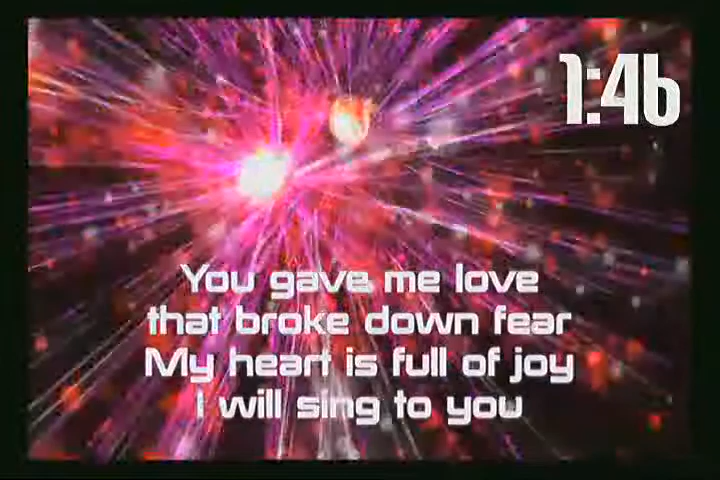 1:46
You gave me love
that broke down fear
My heart is full of joy
I will sing to you